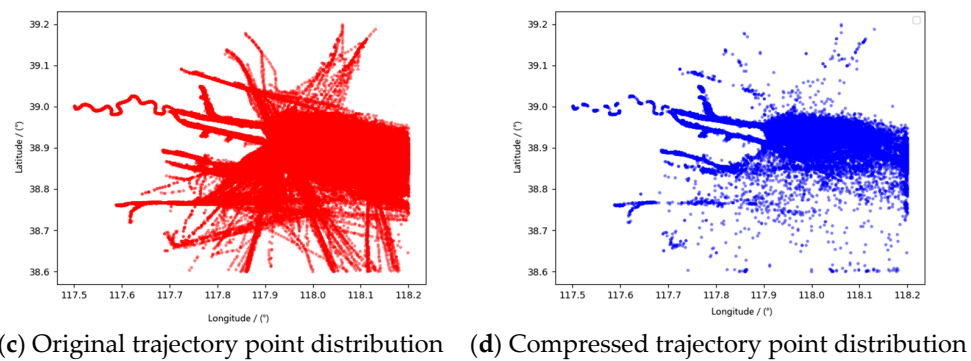 39.2
39.1
39.0
38.9
38.8
38.7
38.6
Latitude / (°)
117.5 117.6 117.7 117.8 117.9 118.0 118.1 118.2
Longitude / (°)
39.2
39.1
39.0
38.9
38.8
38.7
38.6
Latitude / (°)
117.5 117.6 117.7 117.8 117.9 118.0 118.1 118.2
Longitude / (°)
(c) Original trajectory point distribution
(d) Compressed trajectory point distribution